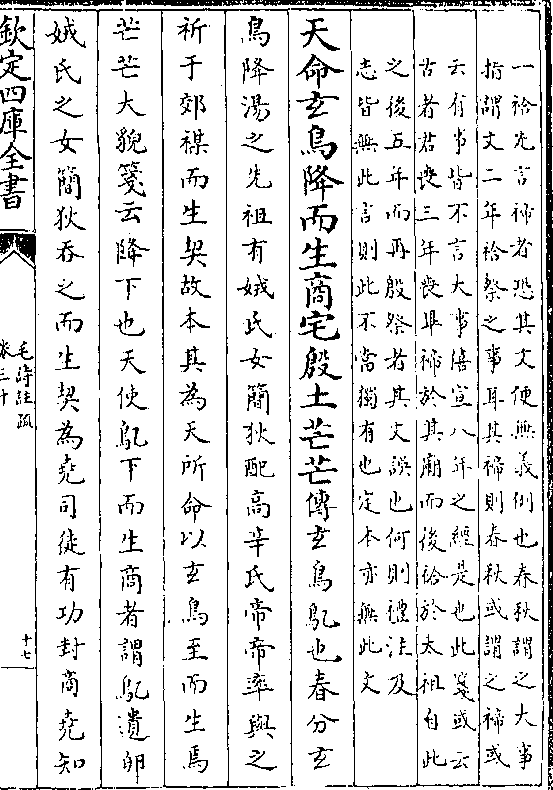 一祫先言禘者恐其文便無義例也春秋謂之大事
指謂文二年祫祭之事耳其禘則春秋或謂之禘或
云有事皆不言大事僖宣八年之經是也此箋或云
古者君喪三年喪畢禘於其廟而後祫於太祖自此
之後五年而再殷祭者其文誤也何則禮注及
志皆無此言則此不當獨有也定本亦無此文
天命玄鳥降而生商宅殷土芒芒傳玄鳥鳦也春分玄
鳥降湯之先祖有娀氏女簡狄配高辛氏帝帝率與之
祈于郊禖而生契故本其為天所命以玄鳥至而生焉
芒芒大貌箋云降下也天使鳦下而生商者謂鳦遺卵
娀氏之女簡狄吞之而生契為堯司徒有功封商堯知
欽定四庫全書
毛詩註疏
卷三十
十七